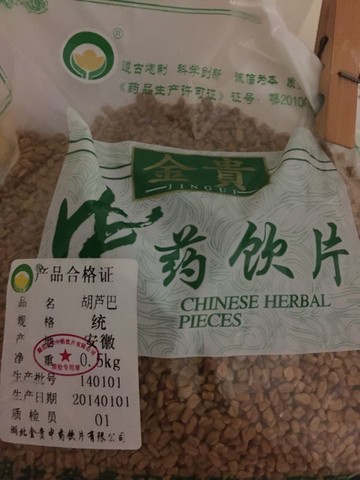 遵古炮制 科学创新 诚信为本
《药品生产许可证》证号：鄂2010
金貴
JINGUI
中药饮片
CHINESE HERBAL
PIECES
产品合格证
品名 胡芦巴
规格 统
产地 安徽
净重 0.5kg
生产批号 140101
生产日期 20140101
质检员 01
湖北金贵中药饮片有限公司